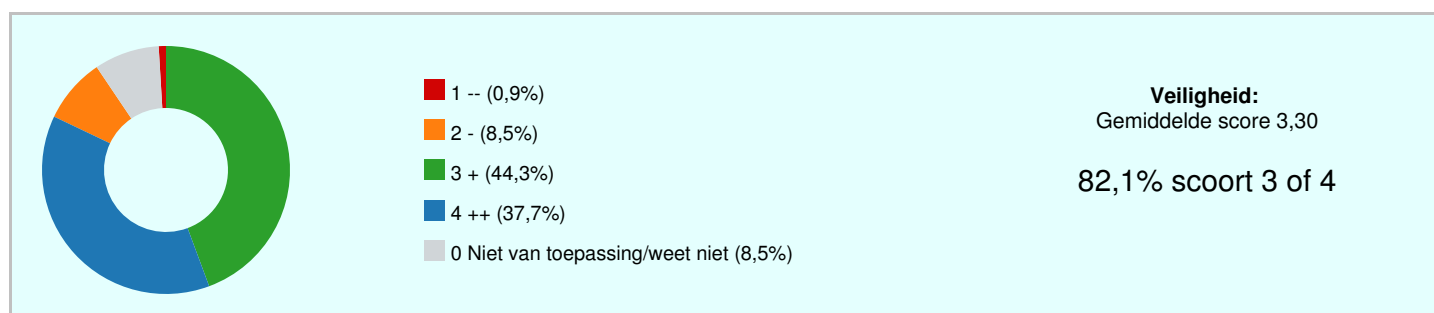 1 -- (0,9%)
2 - (8,5%)
3 + (44,3%)
4 ++ (37,7%)
0 Niet van toepassing/weet niet (8,5%)
Veiligheid:
Gemiddelde score 3,30
82,1% scoort 3 of 4